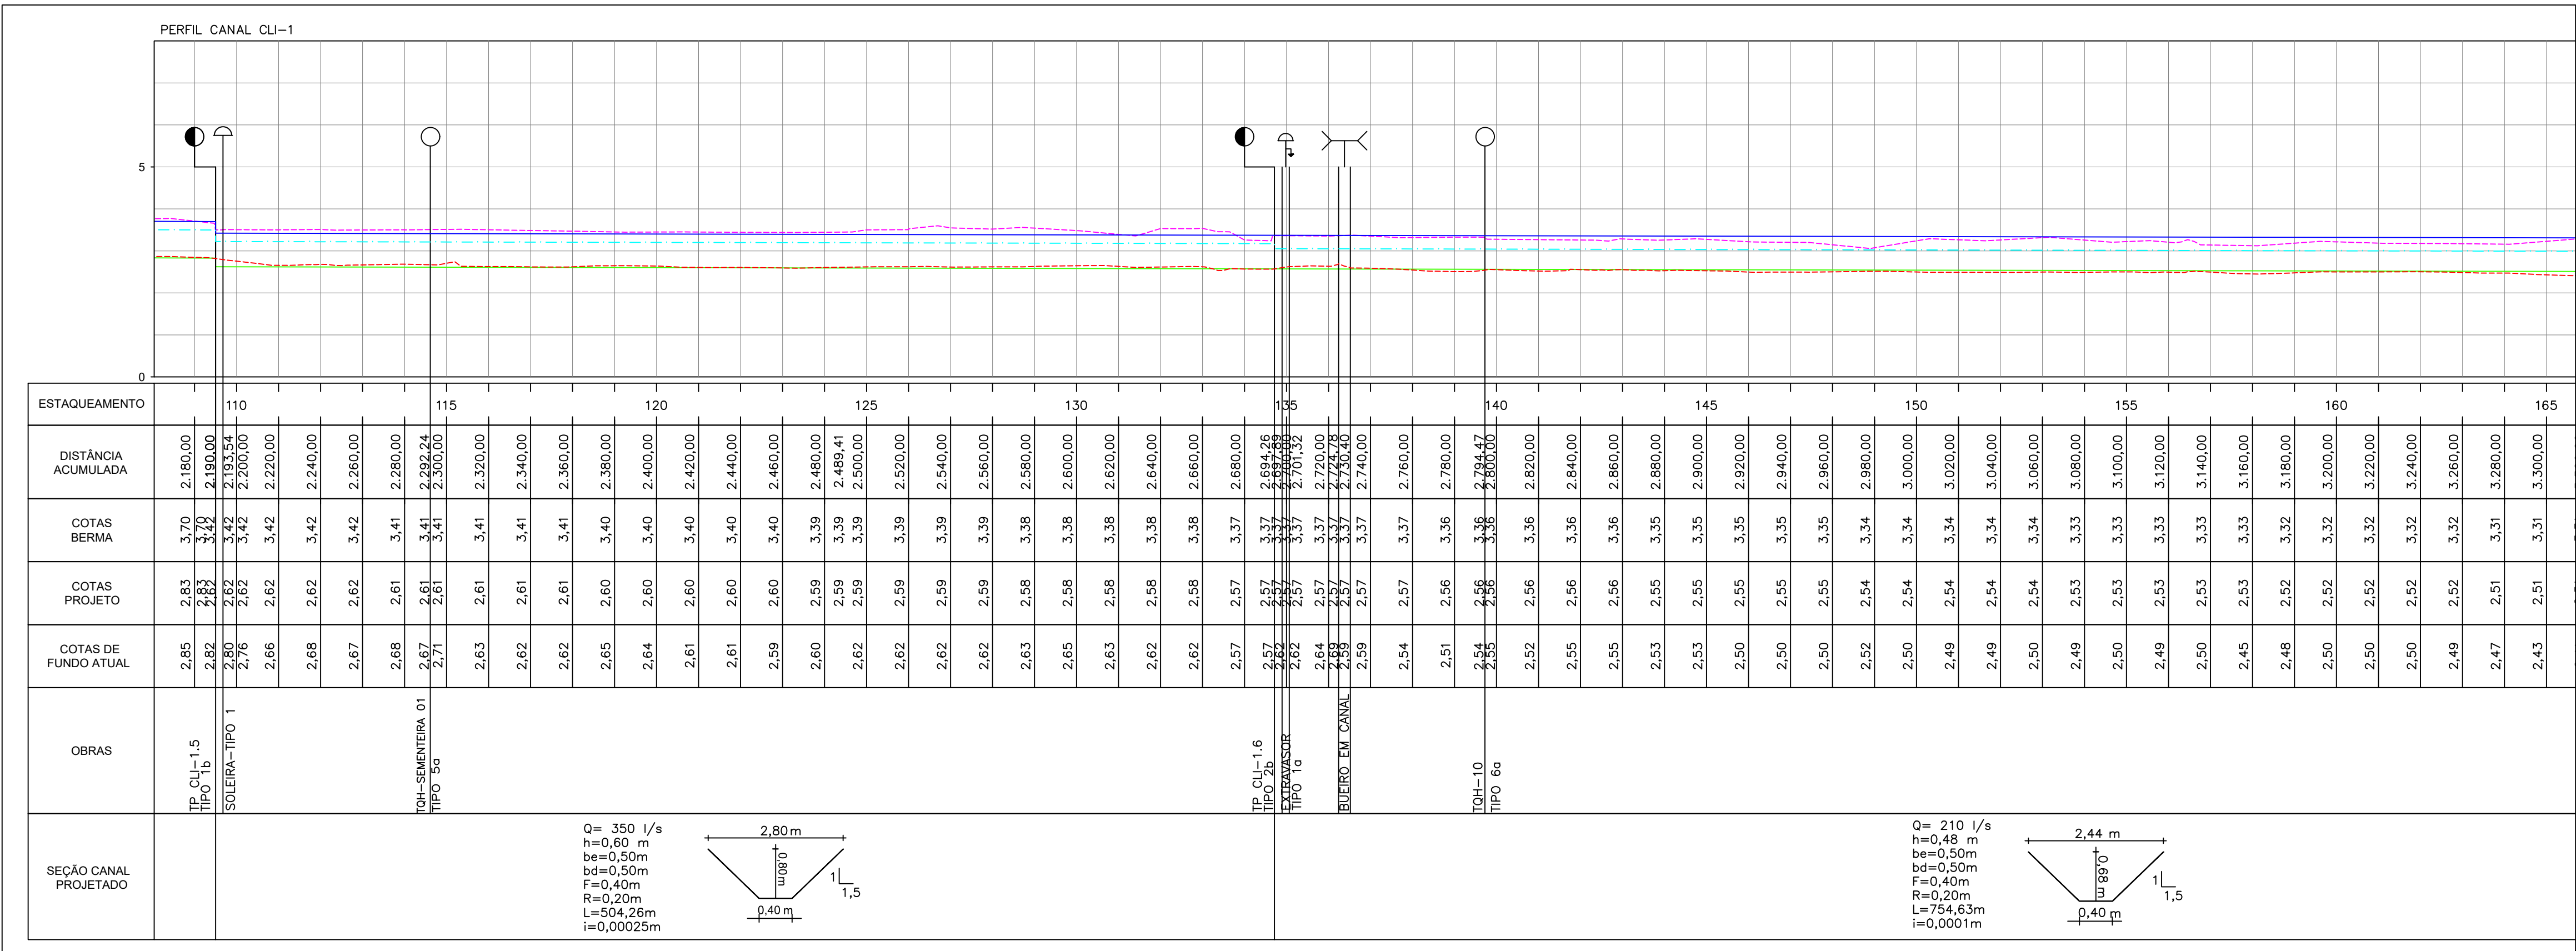 PERFIL CANAL CLI-1
5
0
ESTAQUEAMENTO
110 115 120 125 130 135 140 145 150 155 160 165
DISTÂNCIA
ACUMULADA
2.180,00 2.190,00 2.193,54 2.200,00 2.220,00 2.240,00 2.260,00 2.280,00 2.292,24 2.300,00 2.320,00 2.340,00 2.360,00 2.380,00 2.400,00 2.420,00 2.440,00 2.460,00 2.480,00 2.489,41 2.500,00 2.520,00 2.540,00 2.560,00 2.580,00 2.600,00 2.620,00 2.640,00 2.660,00 2.680,00 2.694,26 2.697,89 2.700,00 2.701,32 2.720,00 2.724,78 2.730,40 2.740,00 2.760,00 2.780,00 2.794,47 2.800,00 2.820,00 2.840,00 2.860,00 2.880,00 2.900,00 2.920,00 2.940,00 2.960,00 2.980,00 3.000,00 3.020,00 3.040,00 3.060,00 3.080,00 3.100,00 3.120,00 3.140,00 3.160,00 3.180,00 3.200,00 3.220,00 3.240,00 3.260,00 3.280,00 3.300,00
COTAS
BERMA
3,70 3,70 3,42 3,42 3,42 3,42 3,42 3,42 3,41 3,41 3,41 3,41 3,41 3,41 3,40 3,40 3,40 3,40 3,40 3,39 3,39 3,39 3,39 3,39 3,39 3,38 3,38 3,38 3,38 3,38 3,37 3,37 3,37 3,37 3,37 3,37 3,37 3,37 3,37 3,37 3,36 3,36 3,36 3,36 3,36 3,36 3,35 3,35 3,35 3,35 3,35 3,34 3,34 3,34 3,34 3,34 3,33 3,33 3,33 3,33 3,33 3,32 3,32 3,32 3,32 3,32 3,31 3,31
COTAS
PROJETO
2,83 2,83 2,62 2,62 2,62 2,62 2,62 2,62 2,61 2,61 2,61 2,61 2,61 2,61 2,60 2,60 2,60 2,60 2,60 2,59 2,59 2,59 2,59 2,59 2,59 2,58 2,58 2,58 2,58 2,58 2,57 2,57 2,57 2,57 2,57 2,57 2,57 2,57 2,57 2,57 2,56 2,56 2,56 2,56 2,56 2,56 2,55 2,55 2,55 2,55 2,55 2,54 2,54 2,54 2,54 2,54 2,53 2,53 2,53 2,53 2,53 2,52 2,52 2,52 2,52 2,52 2,51 2,51
COTAS DE
FUNDO ATUAL
2,85 2,82 2,80 2,76 2,66 2,68 2,67 2,68 2,67 2,71 2,63 2,62 2,62 2,65 2,64 2,61 2,61 2,59 2,60 2,62 2,62 2,62 2,62 2,63 2,65 2,63 2,62 2,62 2,57 2,57 2,62 2,62 2,64 2,69 2,59 2,59 2,54 2,51 2,54 2,55 2,52 2,55 2,55 2,53 2,53 2,50 2,50 2,50 2,52 2,50 2,49 2,49 2,50 2,49 2,50 2,49 2,50 2,45 2,48 2,50 2,50 2,50 2,49 2,47 2,43
OBRAS
TP CLI-1.5
TIPO 1b
SOLEIRA-TIPO 1
TQH-SEMENTEIRA 01
TIPO 5a
TP CLI-1.6
TIPO 2b
EXTRAVASOR
TIPO 1a
BUEIRO EM CANAL
TQH-10
TIPO 6a
SEÇÃO CANAL
PROJETADO
Q= 350 l/s
h=0,60 m
be=0,50m
bd=0,50m
F=0,40m
R=0,20m
L=504,26m
i=0,00025m
2,80m
0,80m
1
1,5
0,40 m
Q= 210 l/s
h=0,48 m
be=0,50m
bd=0,50m
F=0,40m
R=0,20m
L=754,63m
i=0,0001m
2,44 m
0,68 m
1
1,5
0,40 m